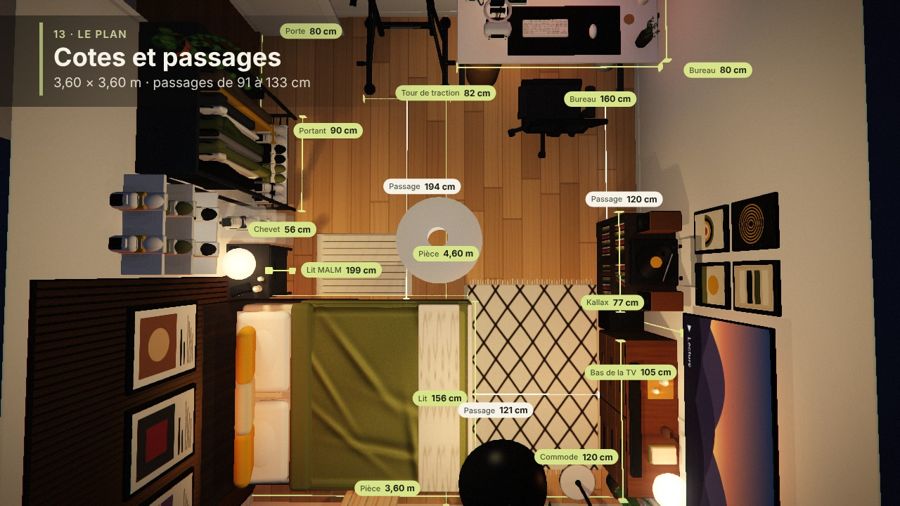 13 · LE PLAN
Cotes et passages
3,60 × 3,60 m · passages de 91 à 133 cm
Porte 80 cm
Bureau 80 cm
Tour de traction 82 cm
Bureau 160 cm
Portant 90 cm
Passage 194 cm
Passage 120 cm
Chevet 56 cm
Pièce 4,60 m
Lit MALM 199 cm
Kallax 77 cm
Lecture
Bas de la TV 105 cm
Lit 156 cm
Passage 121 cm
Commode 120 cm
Pièce 3,60 m